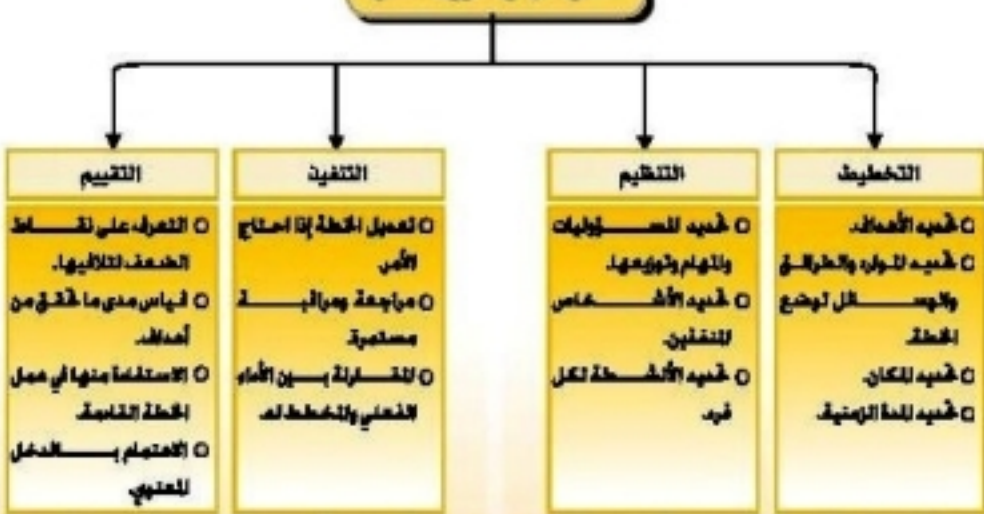 التخطيط
○ تحديد الأهداف.
○ تحديد الموارد والطرائق
والوسائل لوضع
الخطة.
○ تحديد المكان.
○ تحديد المدة الزمنية.
التنظيم
○ تحديد المسؤوليات
والمهام وتوزيعها.
○ تحديد الأشخاص
المنفذين.
○ تحديد الأنشطة لكل
فرد.
التنفيذ
○ تعديل الخطة إذا احتاج
الأمر.
○ مراجعة ومراقبة
مستمرة.
○ المقارنة بين الأداء
الفعلي والمخطط له.
التقييم
○ التعرف على نقاط
الضعف لتلافيها.
○ قياس مدى ما تحقق من
أهداف.
○ الاستفادة منها في عمل
الخطة القادمة.
○ الاهتمام بالدخل
المعنوي.